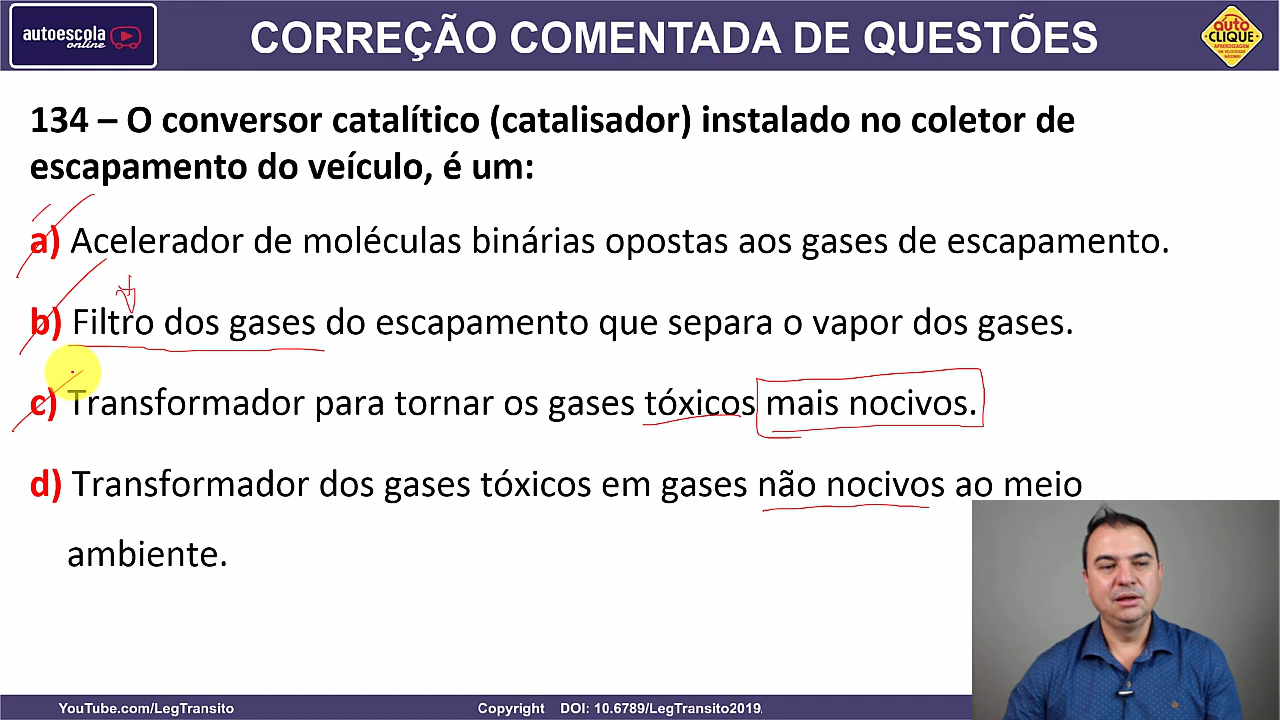 autoescola
online
CORREÇÃO COMENTADA DE QUESTÕES
auto
CLIQUE
134 – O conversor catalítico (catalisador) instalado no coletor de
escapamento do veículo, é um:
a) Acelerador de moléculas binárias opostas aos gases de escapamento.
b) Filtro dos gases do escapamento que separa o vapor dos gases.
c) Transformador para tornar os gases tóxicos mais nocivos.
d) Transformador dos gases tóxicos em gases não nocivos ao meio
ambiente.
YouTube.com/LegTransito
Copyright DOI: 10.6789/LegTransito2019